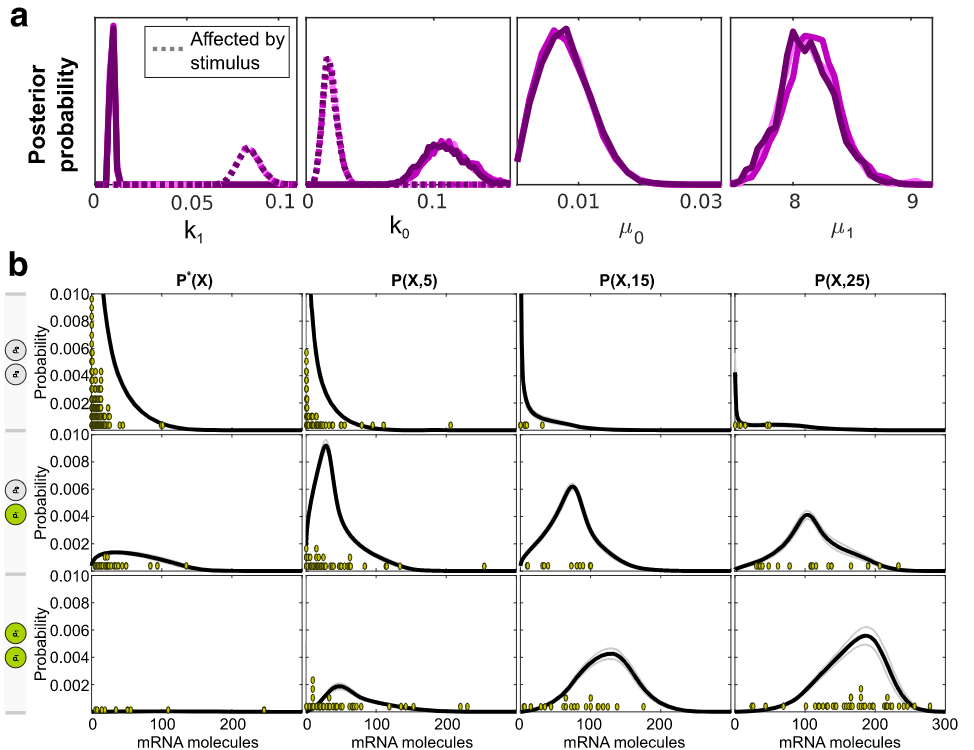 a
Posterior
probability
Affected by
stimulus
0
0.05
0.1
k1
0
0.1
k0
0.01
0.03
μ0
8
9
μ1
b
P*(X)
P(X,5)
P(X,15)
P(X,25)
Probability
0.010
0.008
0.006
0.004
0.002
Probability
0.010
0.008
0.006
0.004
0.002
Probability
0.010
0.008
0.006
0.004
0.002
0
100
200
mRNA molecules
0
100
200
mRNA molecules
0
100
200
mRNA molecules
0
100
200
300
mRNA molecules